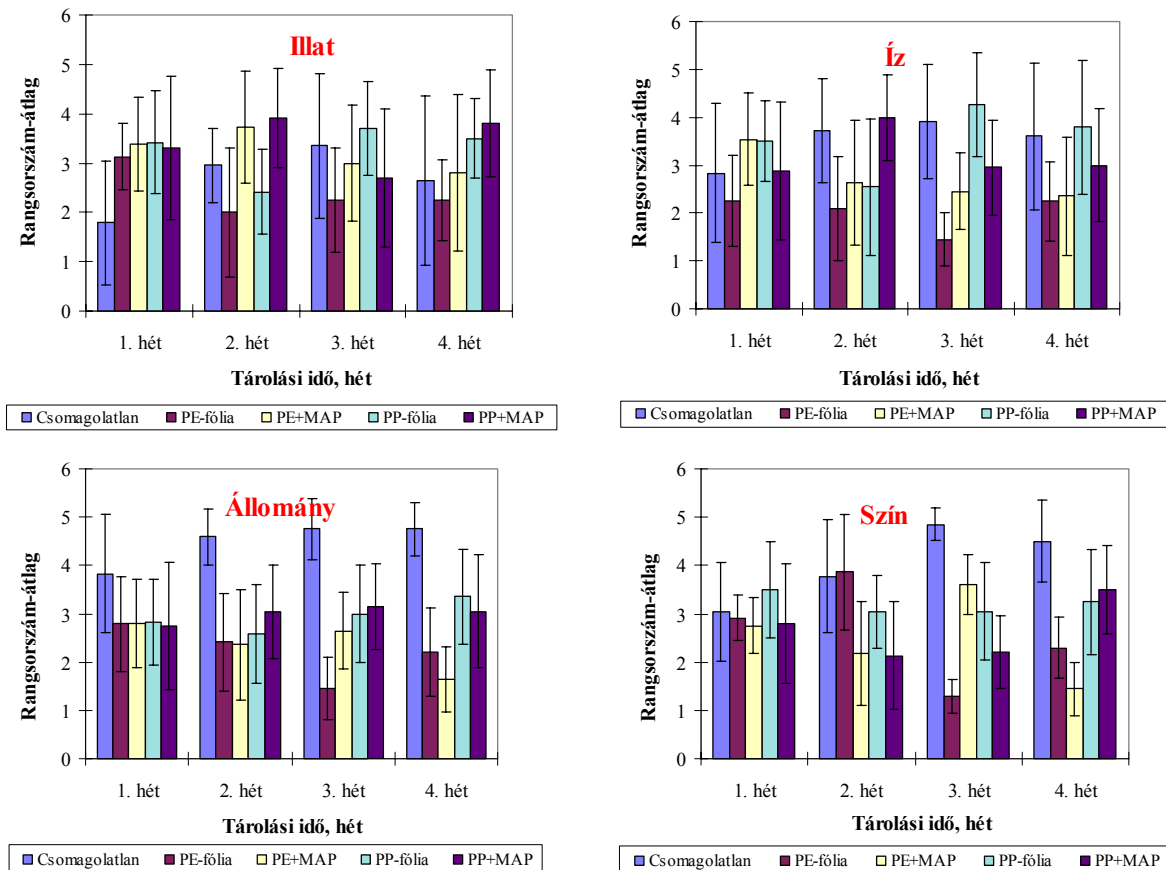 Illat
Rangsorszám-átlag
6
5
4
3
2
1
0
1. hét 2. hét 3. hét 4. hét
Tárolási idő, hét
Csomagolatlan PE-fólia PE+MAP PP-fólia PP+MAP
Íz
Rangsorszám-átlag
6
5
4
3
2
1
0
1. hét 2. hét 3. hét 4. hét
Tárolási idő, hét
Csomagolatlan PE-fólia PE+MAP PP-fólia PP+MAP
Állomány
Rangsorszám-átlag
6
5
4
3
2
1
0
1. hét 2. hét 3. hét 4. hét
Tárolási idő, hét
Csomagolatlan PE-fólia PE+MAP PP-fólia PP+MAP
Szín
Rangsorszám-átlag
6
5
4
3
2
1
0
1. hét 2. hét 3. hét 4. hét
Tárolási idő, hét
Csomagolatlan PE-fólia PE+MAP PP-fólia PP+MAP